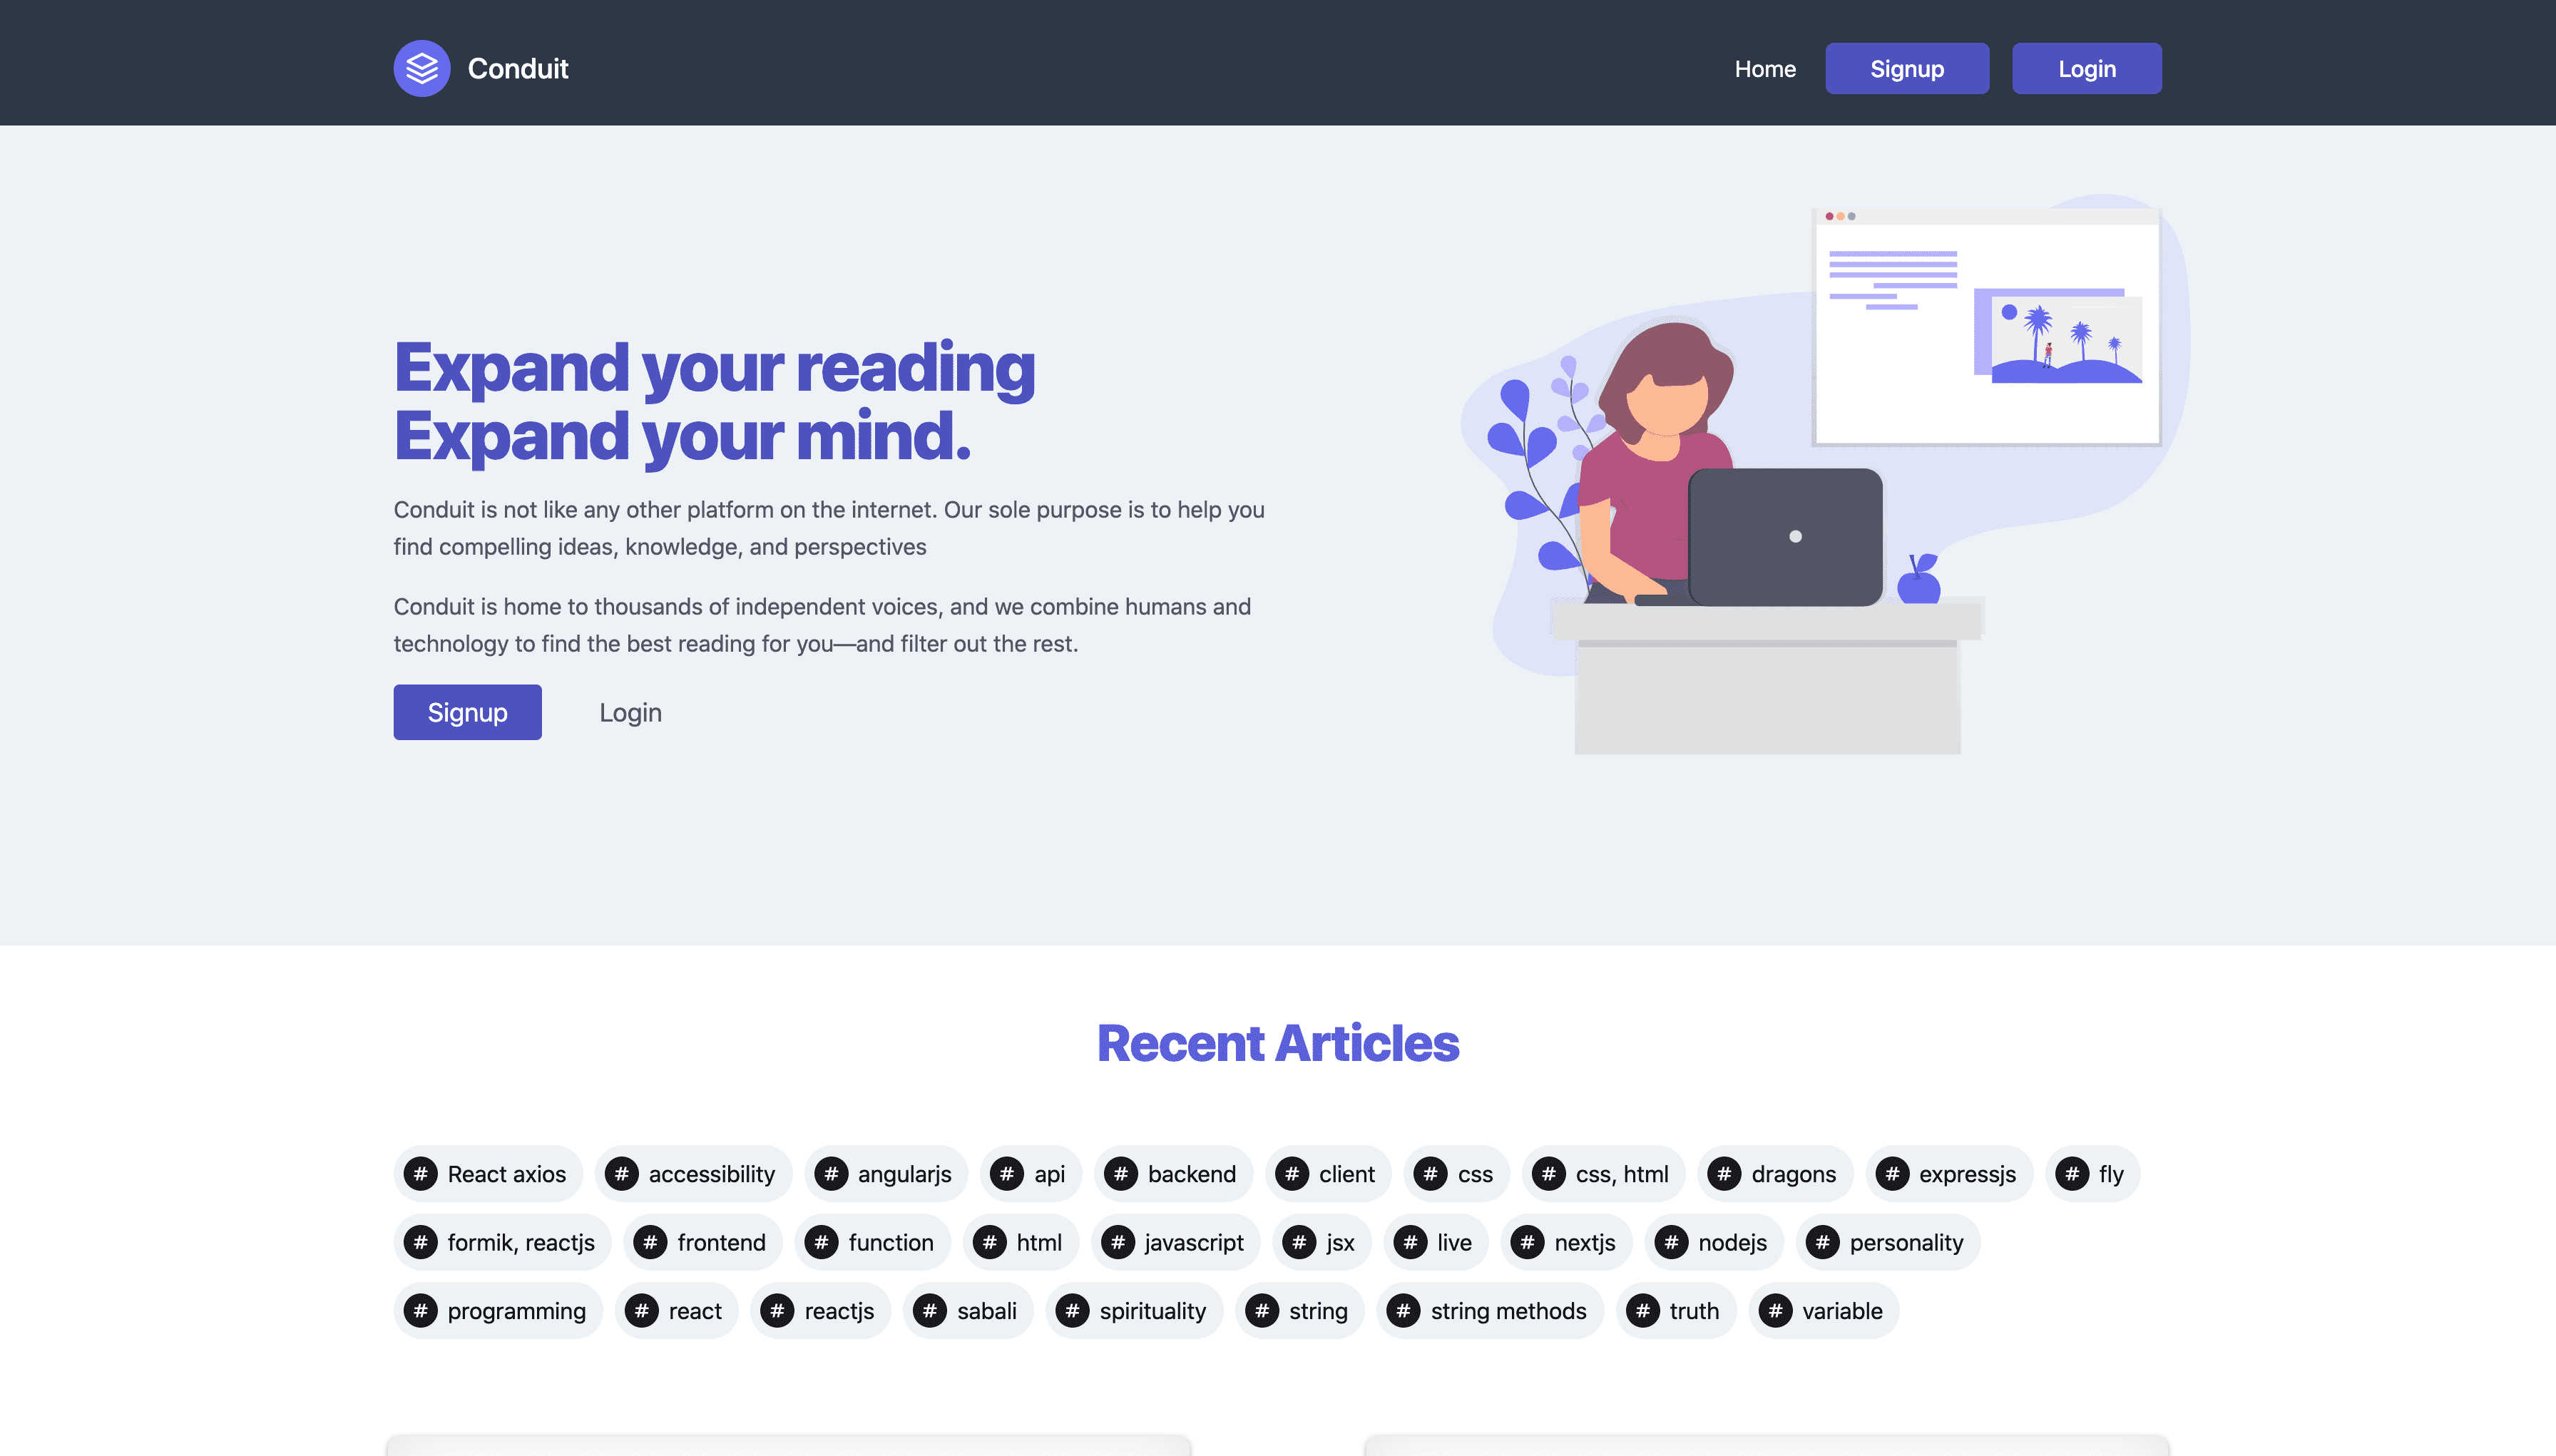 Conduit
Home Signup Login
Expand your reading
Expand your mind.
Conduit is not like any other platform on the internet. Our sole purpose is to help you
find compelling ideas, knowledge, and perspectives
Conduit is home to thousands of independent voices, and we combine humans and
technology to find the best reading for you—and filter out the rest.
Signup Login
Recent Articles
# React axios # accessibility # angularjs # api # backend # client # css # css, html # dragons # expressjs # fly
# formik, reactjs # frontend # function # html # javascript # jsx # live # nextjs # nodejs # personality
# programming # react # reactjs # sabali # spirituality # string # string methods # truth # variable